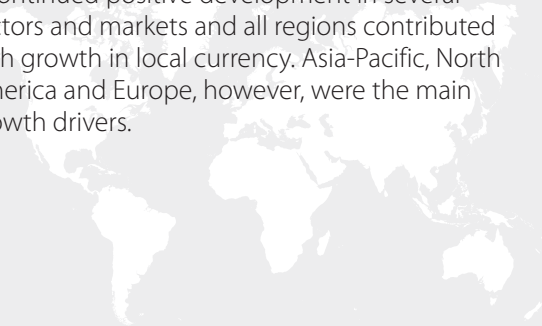 ontinued positive development in several
ctors and markets and all regions contributed
h growth in local currency. Asia-Pacific, North
erica and Europe, however, were the main
owth drivers.